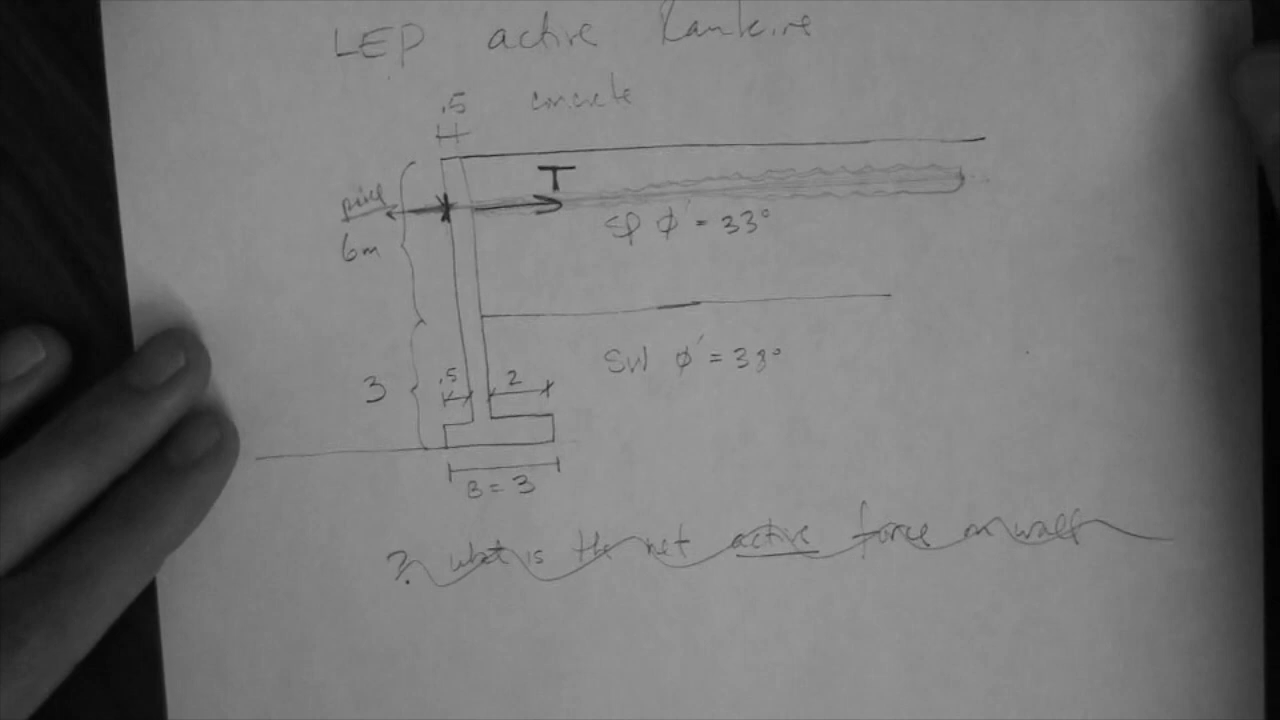 LEP active Rankine
.5 concrete
T
6m
SP φ' = 33°
SW φ' = 38°
3
.5 2
B = 3
? what is the net active force on wall